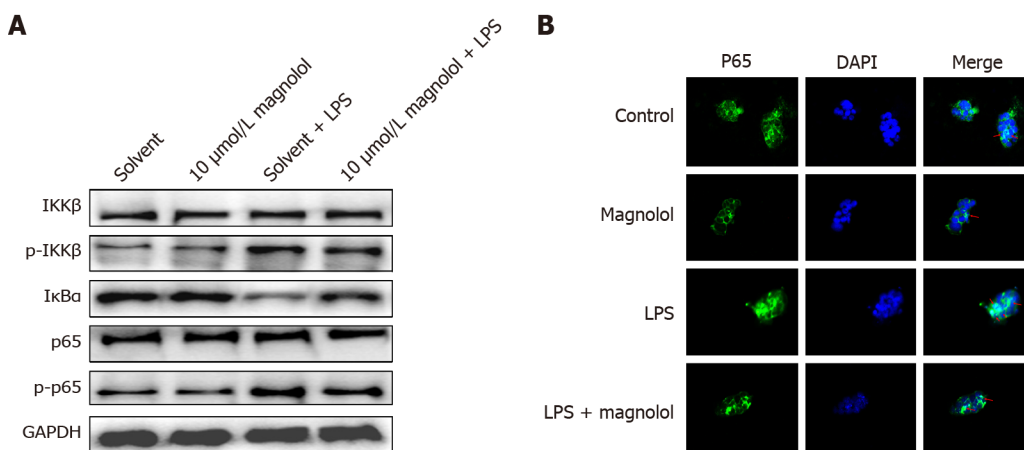 A
B
Solvent
10 μmol/L magnolol
Solvent + LPS
10 μmol/L magnolol + LPS
IKKβ
p-IKKβ
IκBα
p65
p-p65
GAPDH
P65 DAPI Merge
Control
Magnolol
LPS
LPS + magnolol